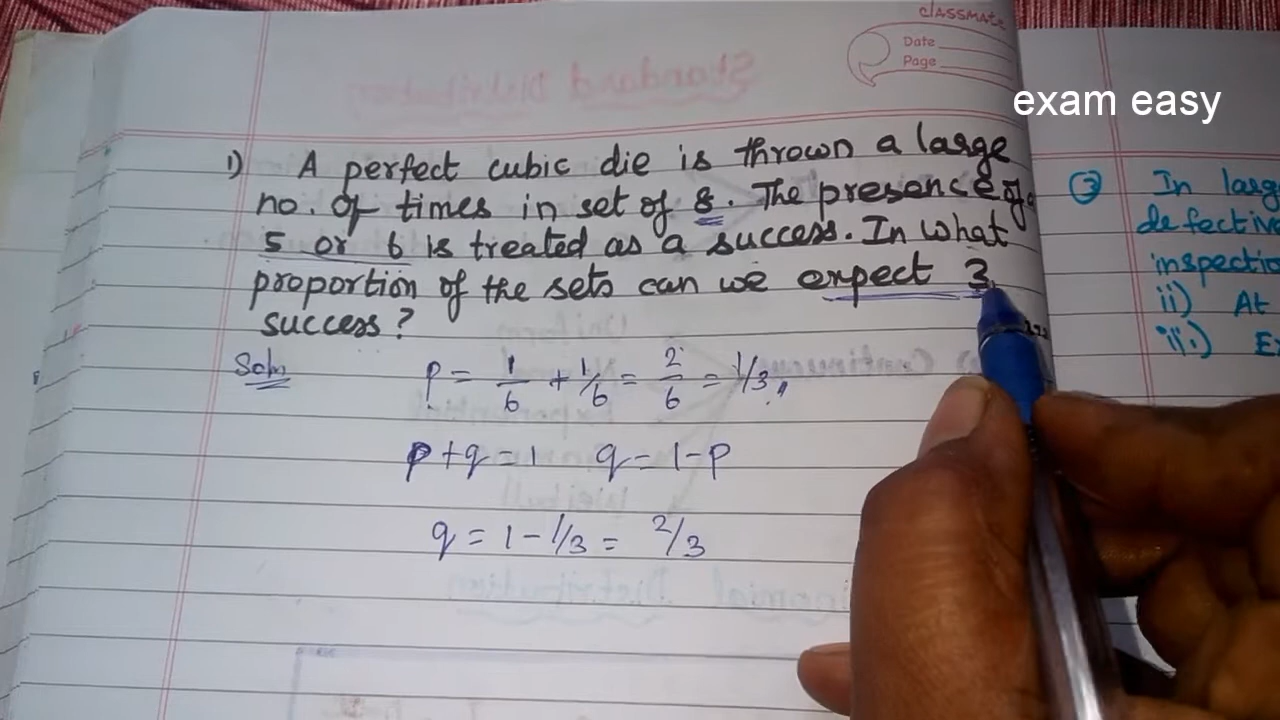 classmate
Date
Page
exam easy
1) A perfect cubic die is thrown a large
no. of times in set of 8. The presence of
5 or 6 is treated as a success. In what
proportion of the sets can we expect 3
success?
Soln
P = 1/6 + 1/6 = 2/6 = 1/3
p + q = 1 q = 1 - p
q = 1 - 1/3 = 2/3
3 In larg
defective
inspectio
ii) At
iii.)